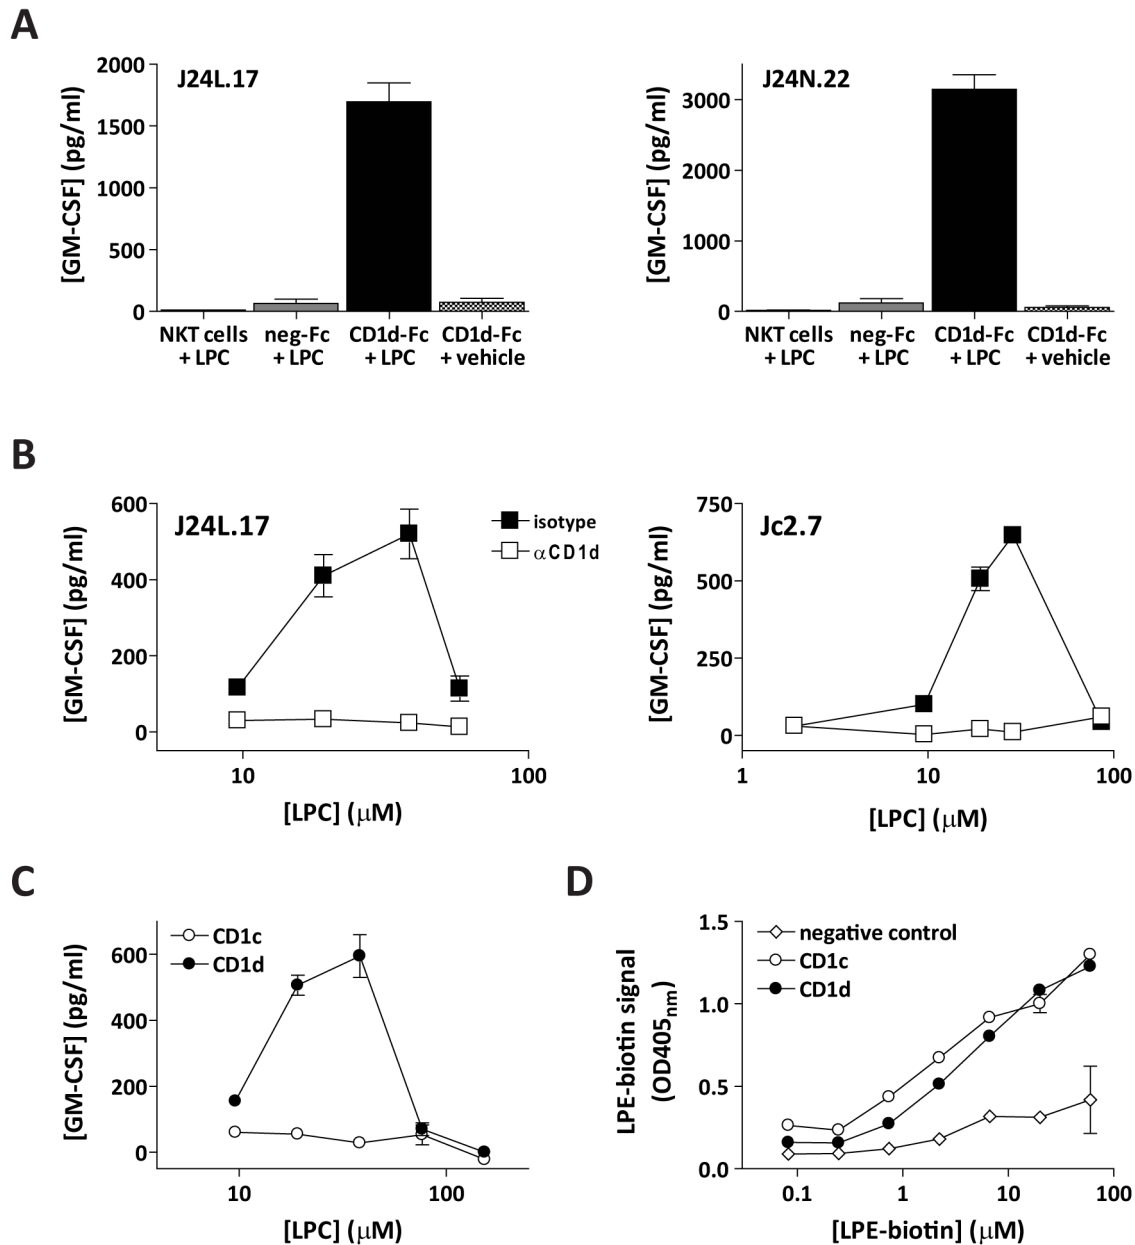 A
[GM-CSF] (pg/ml)
2000
1500
1000
500
0
J24L.17
NKT cells + LPC
neg-Fc + LPC
CD1d-Fc + LPC
CD1d-Fc + vehicle
[GM-CSF] (pg/ml)
3000
2000
1000
0
J24N.22
NKT cells + LPC
neg-Fc + LPC
CD1d-Fc + LPC
CD1d-Fc + vehicle
B
[GM-CSF] (pg/ml)
600
400
200
0
J24L.17
isotype
αCD1d
10
100
[LPC] (μM)
[GM-CSF] (pg/ml)
750
500
250
0
Jc2.7
1
10
100
[LPC] (μM)
C
[GM-CSF] (pg/ml)
600
400
200
0
CD1c
CD1d
10
100
[LPC] (μM)
D
LPE-biotin signal
(OD405nm)
1.5
1.0
0.5
0.0
negative control
CD1c
CD1d
0.1
1
10
100
[LPE-biotin] (μM)